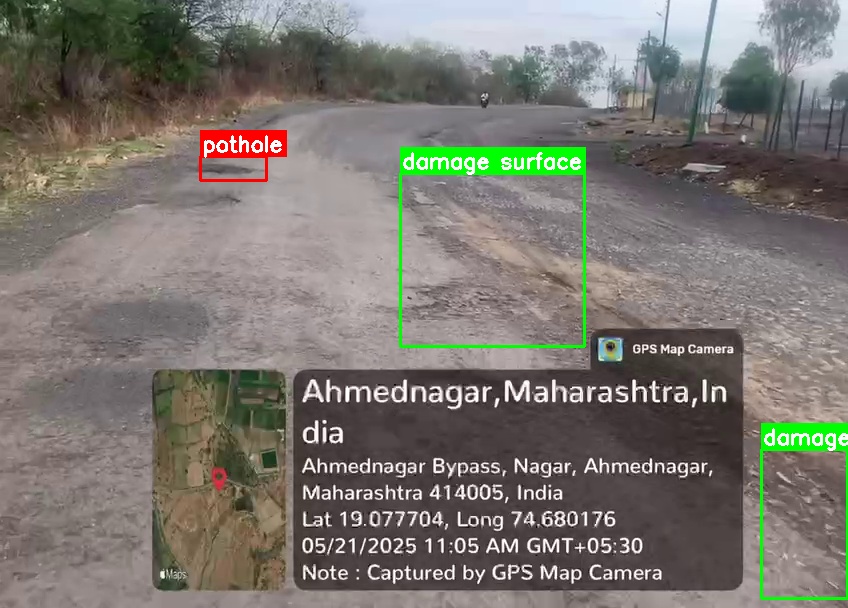 pothole
damage surface
GPS Map Camera
Ahmednagar,Maharashtra,In
dia
Ahmednagar Bypass, Nagar, Ahmednagar,
Maharashtra 414005, India
Lat 19.077704, Long 74.680176
05/21/2025 11:05 AM GMT+05:30
Note : Captured by GPS Map Camera
Maps
damage